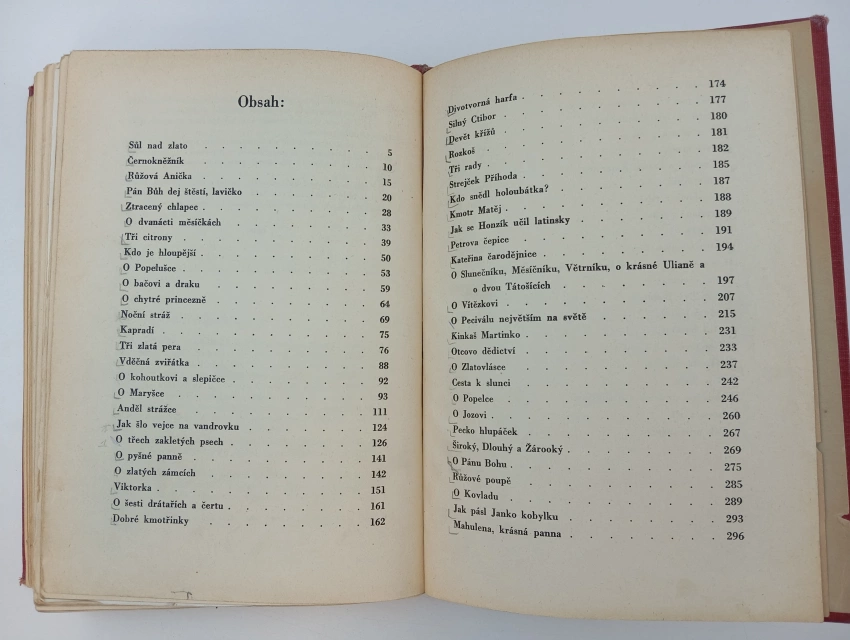 Obsah:
Sůl nad zlato . . . . . . . . . 5
Černokněžník . . . . . . . . . 10
Růžová Anička . . . . . . . . . 15
Pán Bůh dej štěstí, lavičko . . . . . . . 20
Ztracený chlapec . . . . . . . . . 28
O dvanácti měsíčkách . . . . . . . . 33
Tři citrony . . . . . . . . . . 39
Kdo je hloupější . . . . . . . . . 50
O Popelušce . . . . . . . . . 53
O bačovi a draku . . . . . . . . . 59
O chytré princezně . . . . . . . . . 64
Noční stráž . . . . . . . . . . 69
Kapradí . . . . . . . . . . 75
Tři zlatá pera . . . . . . . . . 76
Vděčná zviřátka . . . . . . . . . 88
O kohoutkovi a slepičce . . . . . . . . 92
O Maryšce . . . . . . . . . . 93
Anděl strážce . . . . . . . . . 111
Jak šlo vejce na vandrovku . . . . . . . 124
O třech zakletých psech . . . . . . . . 126
O pyšné panně . . . . . . . . . 141
O zlatých zámcích . . . . . . . . . 142
Viktorka . . . . . . . . . . 151
O šesti drátařích a čertu . . . . . . . . 161
Dobré kmotřinky . . . . . . . . . 162
Divotvorná harfa . . . . . . . . . 174
Silný Ctibor . . . . . . . . . 177
Devět křížů . . . . . . . . . 180
Rozkoš . . . . . . . . . . 181
Tři rady . . . . . . . . . . 182
Strejček Příhoda . . . . . . . . . 185
Kdo snědl holoubátka? . . . . . . . . 187
Kmotr Matěj . . . . . . . . . 188
Jak se Honzík učil latinsky . . . . . . . 189
Petrova čepice . . . . . . . . . 191
Kateřina čarodějnice . . . . . . . . 194
O Slunečníku, Měsíčníku, Větrníku, o krásné Ulianě a
o dvou Tátošících . . . . . . . . 197
O Vítězkovi . . . . . . . . . 207
O Peciválu největším na světě . . . . . . 215
Kinkaš Martinko . . . . . . . . . 231
Otcovo dědictví . . . . . . . . . 233
O Zlatovlásce . . . . . . . . . 237
Cesta k slunci . . . . . . . . . 242
O Popelce . . . . . . . . . 246
O Jozovi . . . . . . . . . . 260
Pecko hlupáček . . . . . . . . . 267
Široký, Dlouhý a Žárooký . . . . . . . 269
O Pánu Bohu . . . . . . . . . 275
Růžové poupě . . . . . . . . . 285
O Kovladu . . . . . . . . . 289
Jak pásl Janko kobylku . . . . . . . . 293
Mahulena, krásná panna . . . . . . . . 296